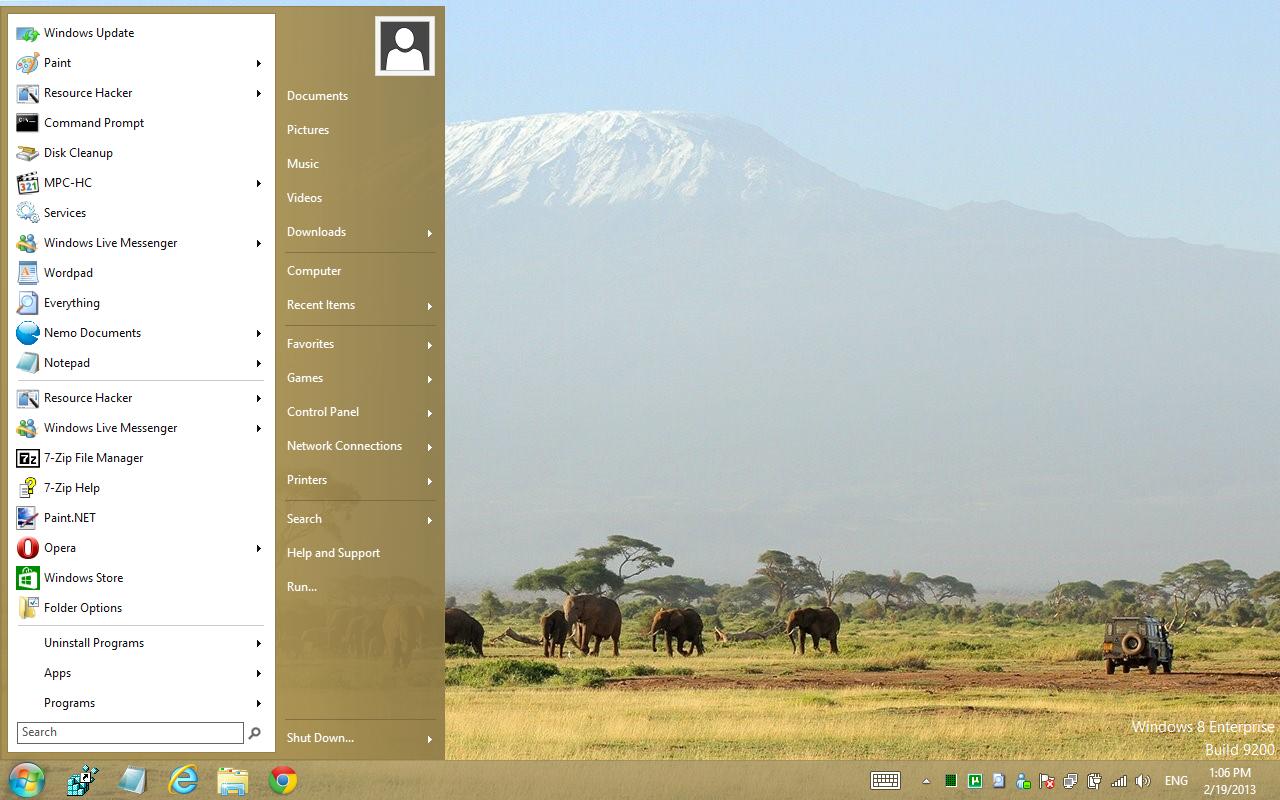 Windows Update
Paint
Resource Hacker
Command Prompt
Disk Cleanup
MPC-HC
Services
Windows Live Messenger
Wordpad
Everything
Nemo Documents
Notepad
Resource Hacker
Windows Live Messenger
7-Zip File Manager
7-Zip Help
Paint.NET
Opera
Windows Store
Folder Options
Uninstall Programs
Apps
Programs
Search
Documents
Pictures
Music
Videos
Downloads
Computer
Recent Items
Favorites
Games
Control Panel
Network Connections
Printers
Search
Help and Support
Run...
Shut Down...
Windows 8 Enterprise
Build 9200
ENG
1:06 PM
2/19/2013